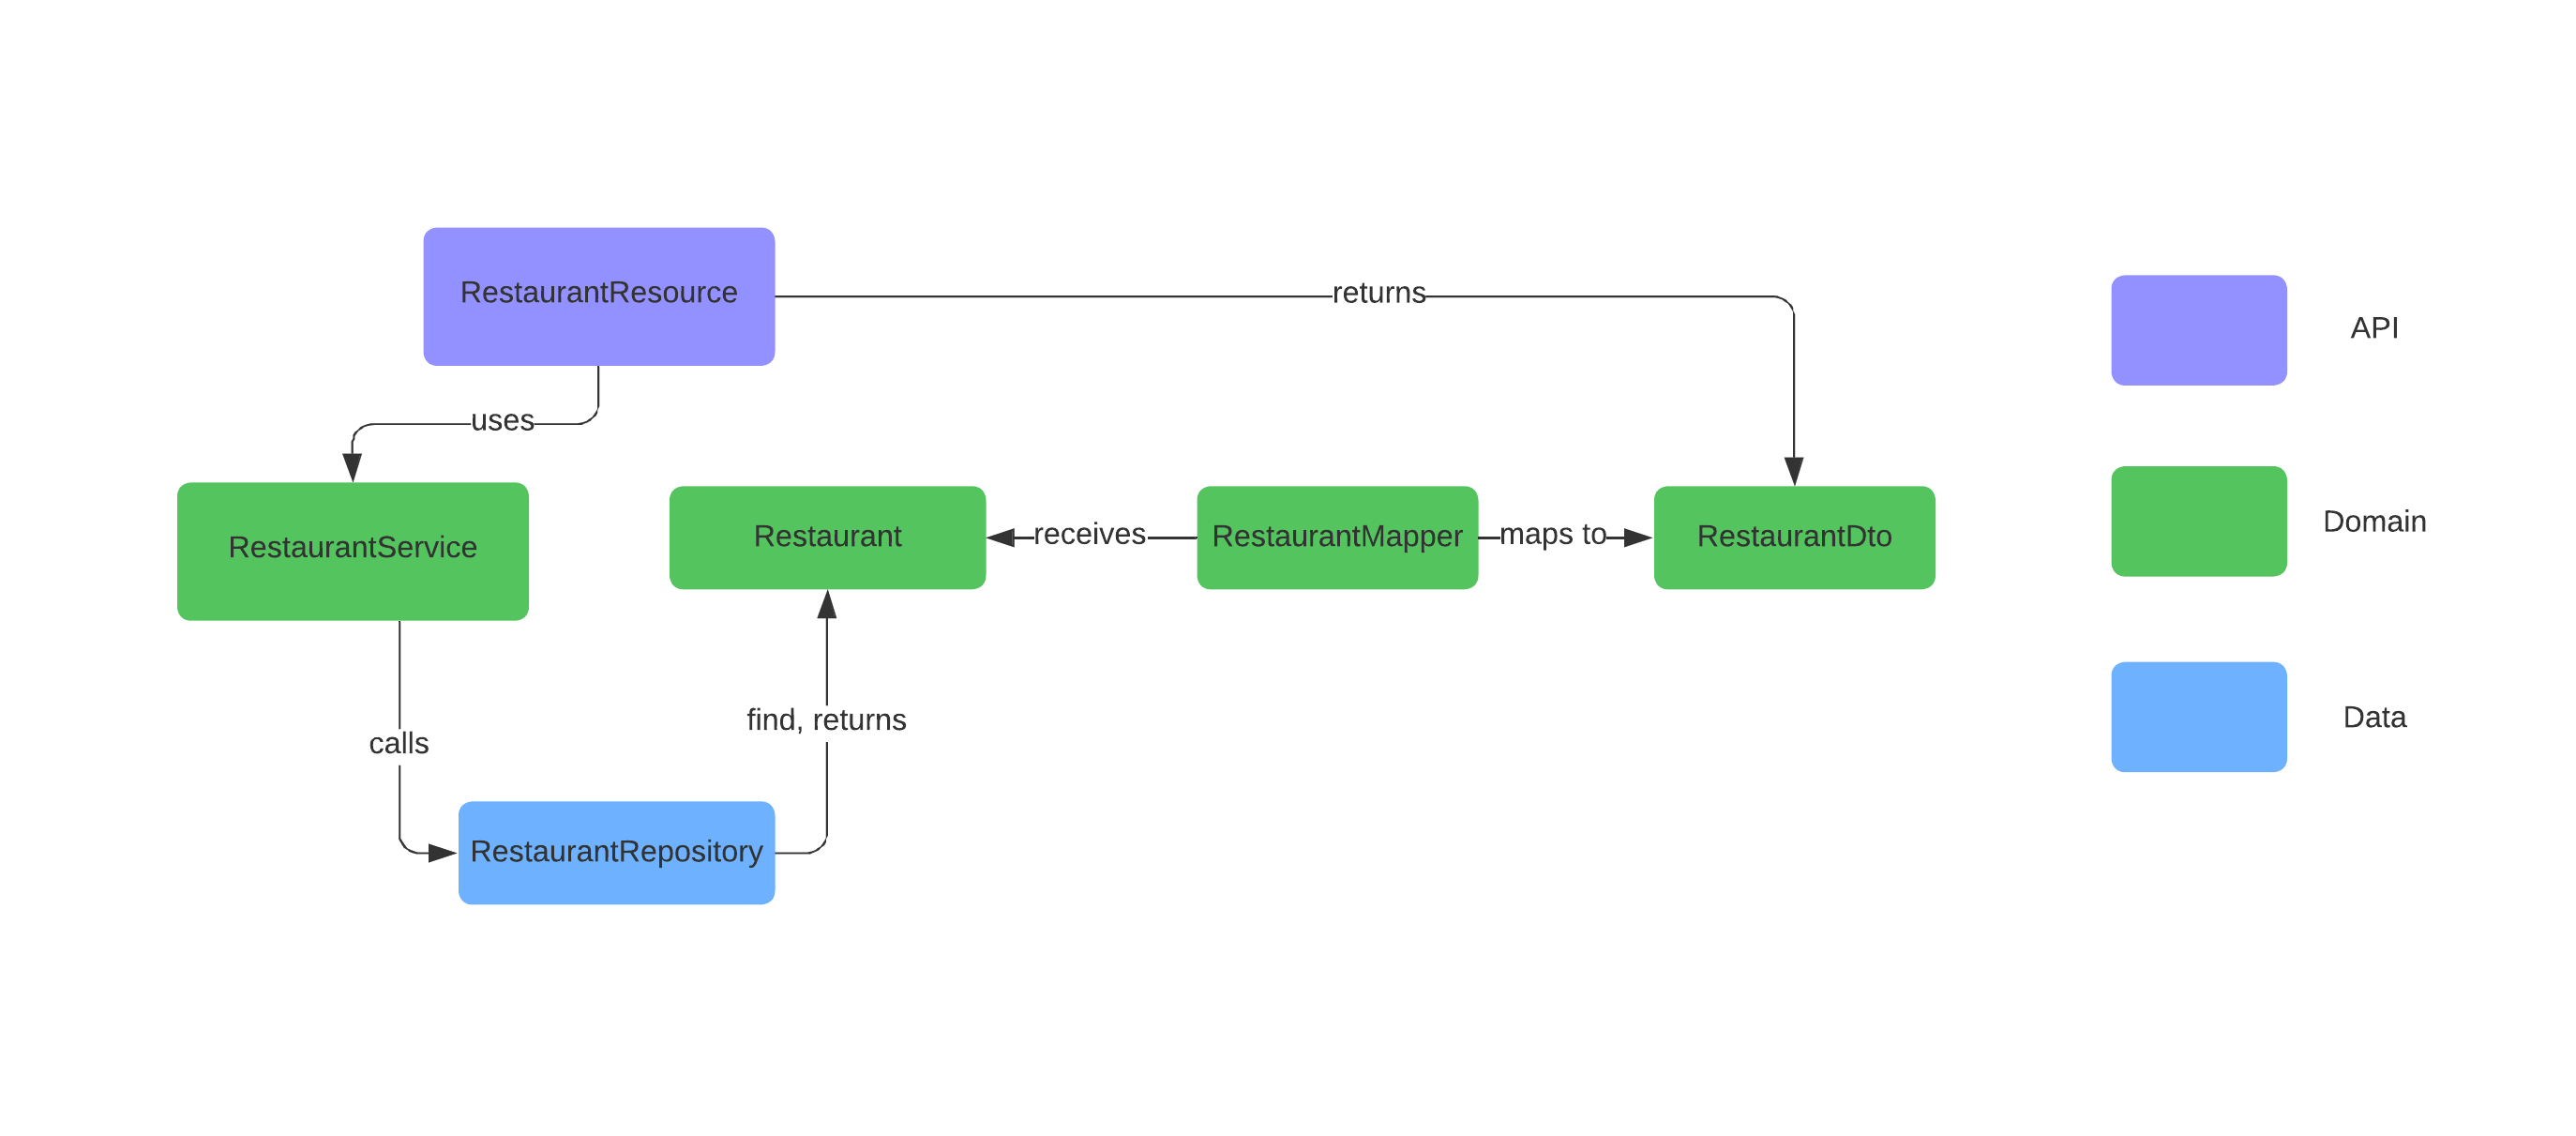 RestaurantResource
returns
API
uses
RestaurantService
Restaurant
receives
RestaurantMapper
maps to
RestaurantDto
Domain
calls
find, returns
Data
RestaurantRepository